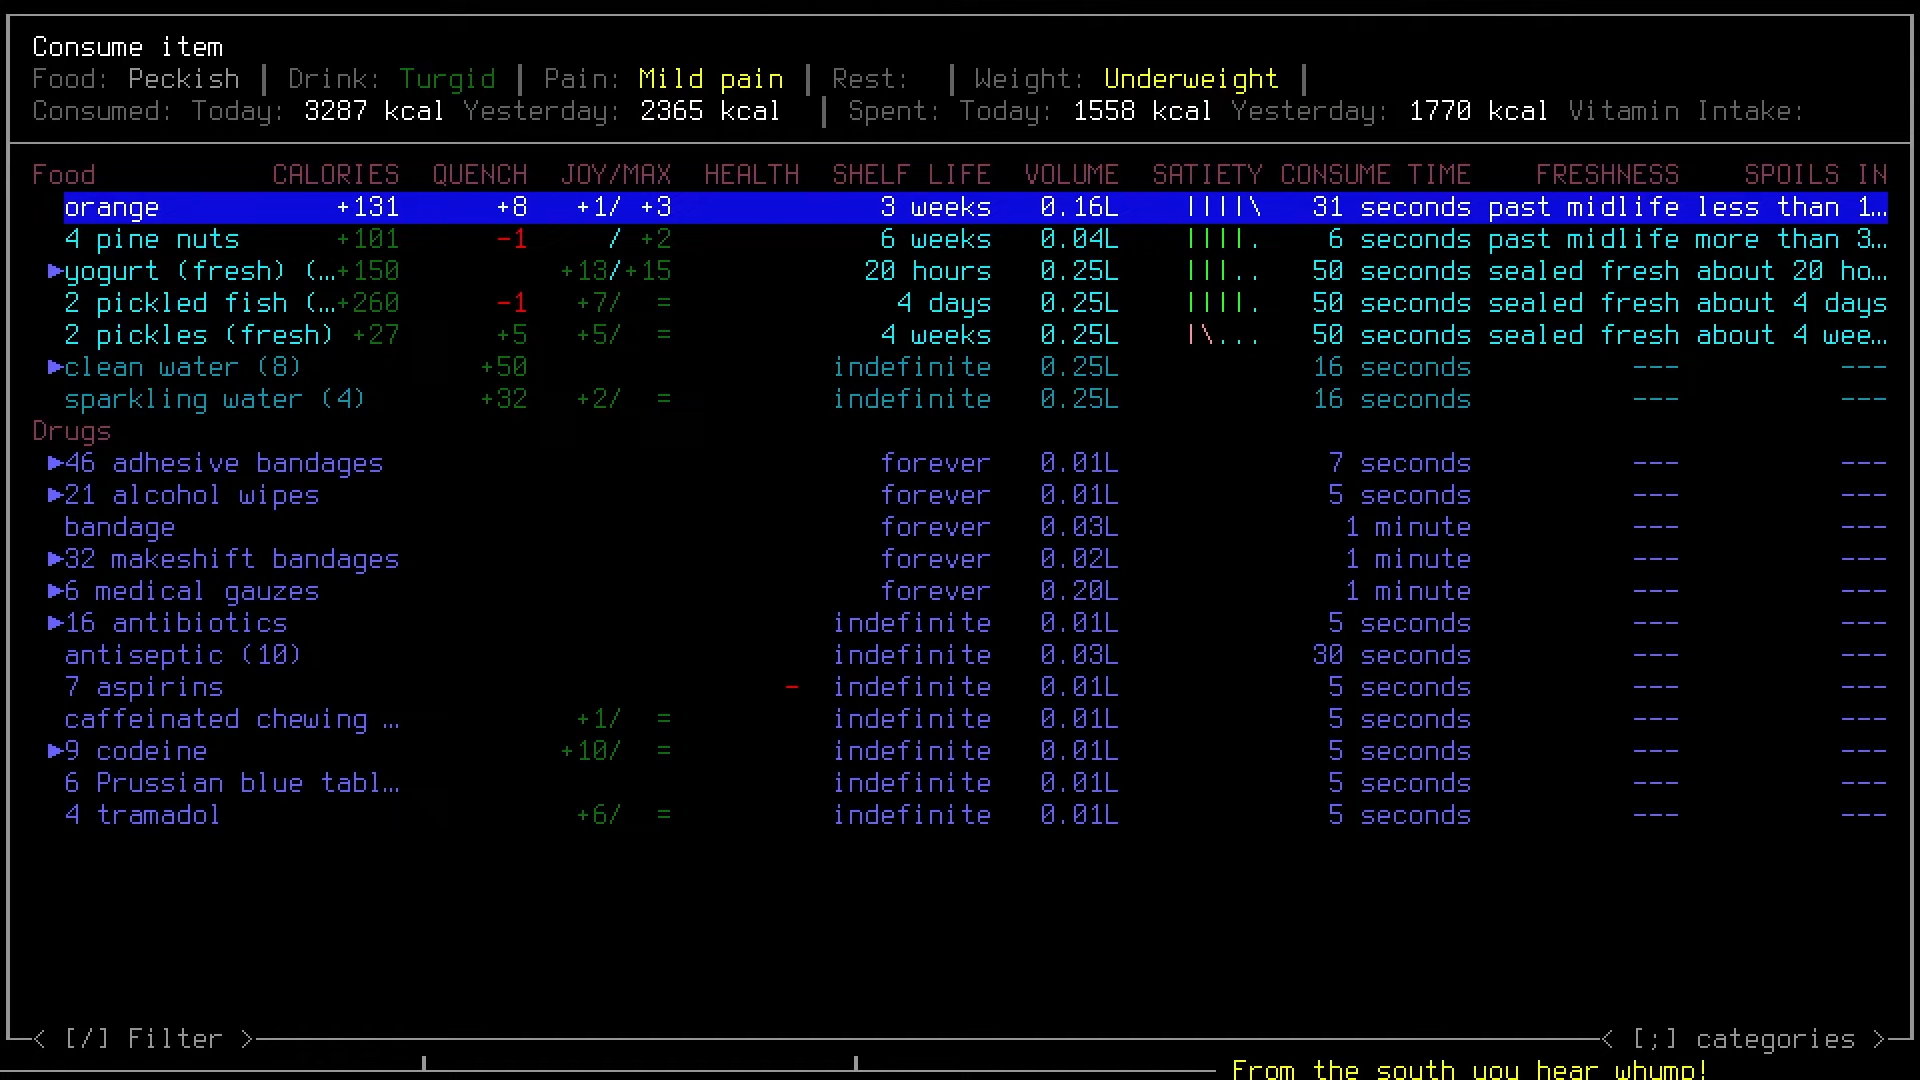 Consume item
Food: Peckish | Drink: Turgid | Pain: Mild pain | Rest: | Weight: Underweight |
Consumed: Today: 3287 kcal Yesterday: 2365 kcal | Spent: Today: 1558 kcal Yesterday: 1770 kcal Vitamin Intake:
Food CALORIES QUENCH JOY/MAX HEALTH SHELF LIFE VOLUME SATIETY CONSUME TIME FRESHNESS SPOILS IN
orange +131 +8 +1/ +3 3 weeks 0.16L ||||\ 31 seconds past midlife less than 1…
4 pine nuts +101 -1 / +2 6 weeks 0.04L ||||. 6 seconds past midlife more than 3…
▶yogurt (fresh) (…+150 +13/+15 20 hours 0.25L |||.. 50 seconds sealed fresh about 20 ho…
2 pickled fish (…+260 -1 +7/ = 4 days 0.25L ||||. 50 seconds sealed fresh about 4 days
2 pickles (fresh) +27 +5 +5/ = 4 weeks 0.25L |\... 50 seconds sealed fresh about 4 wee…
▶clean water (8) +50 indefinite 0.25L 16 seconds --- ---
sparkling water (4) +32 +2/ = indefinite 0.25L 16 seconds --- ---
Drugs
▶46 adhesive bandages forever 0.01L 7 seconds --- ---
▶21 alcohol wipes forever 0.01L 5 seconds --- ---
bandage forever 0.03L 1 minute --- ---
▶32 makeshift bandages forever 0.02L 1 minute --- ---
▶6 medical gauzes forever 0.20L 1 minute --- ---
▶16 antibiotics indefinite 0.01L 5 seconds --- ---
antiseptic (10) indefinite 0.03L 30 seconds --- ---
7 aspirins - indefinite 0.01L 5 seconds --- ---
caffeinated chewing … +1/ = indefinite 0.01L 5 seconds --- ---
▶9 codeine +10/ = indefinite 0.01L 5 seconds --- ---
6 Prussian blue tabl… indefinite 0.01L 5 seconds --- ---
4 tramadol +6/ = indefinite 0.01L 5 seconds --- ---
< [/] Filter > < [;] categories >
From the south you hear whump!